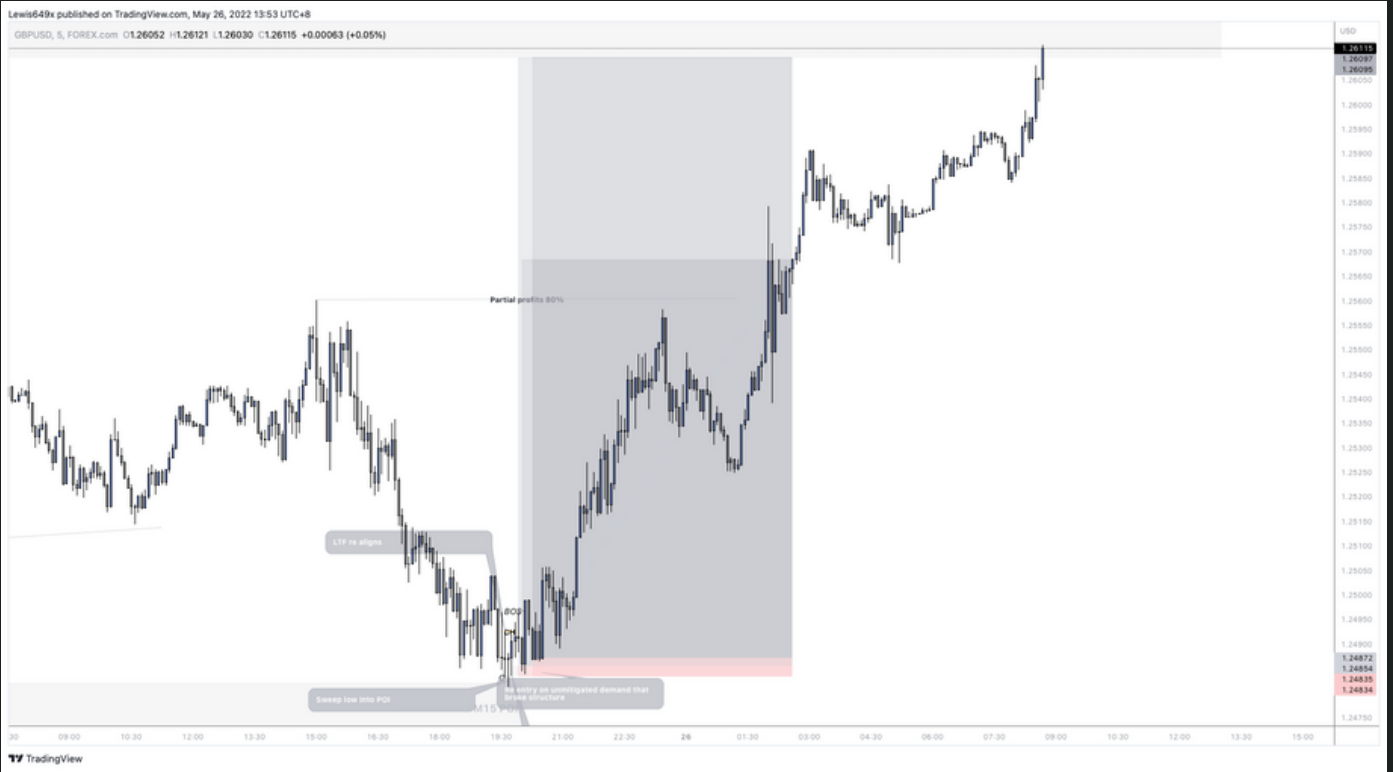 Lewis649x published on TradingView.com, May 26, 2022 13:53 UTC+8
GBPUSD, 5, FOREX.com O1.26052 H1.26121 L1.26030 C1.26115 +0.00063 (+0.05%)
USD
1.26115
1.26097
1.26095
1.26050
1.26000
1.25950
1.25900
1.25850
1.25800
1.25750
1.25700
1.25650
Partial profits 80%
1.25600
1.25550
1.25500
1.25450
1.25400
1.25350
1.25300
1.25250
1.25200
1.25150
LTF re aligns
1.25100
1.25050
1.25000
BOS
1.24950
1.24900
1.24872
1.24854
1.24835
1.24834
Sweep low into POI
entry on unmitigated demand that
broke structure
M15
1.24750
:30 09:00 10:30 12:00 13:30 15:00 16:30 18:00 19:30 21:00 22:30 26 01:30 03:00 04:30 06:00 07:30 09:00 10:30 12:00 13:30 15:00
TradingView